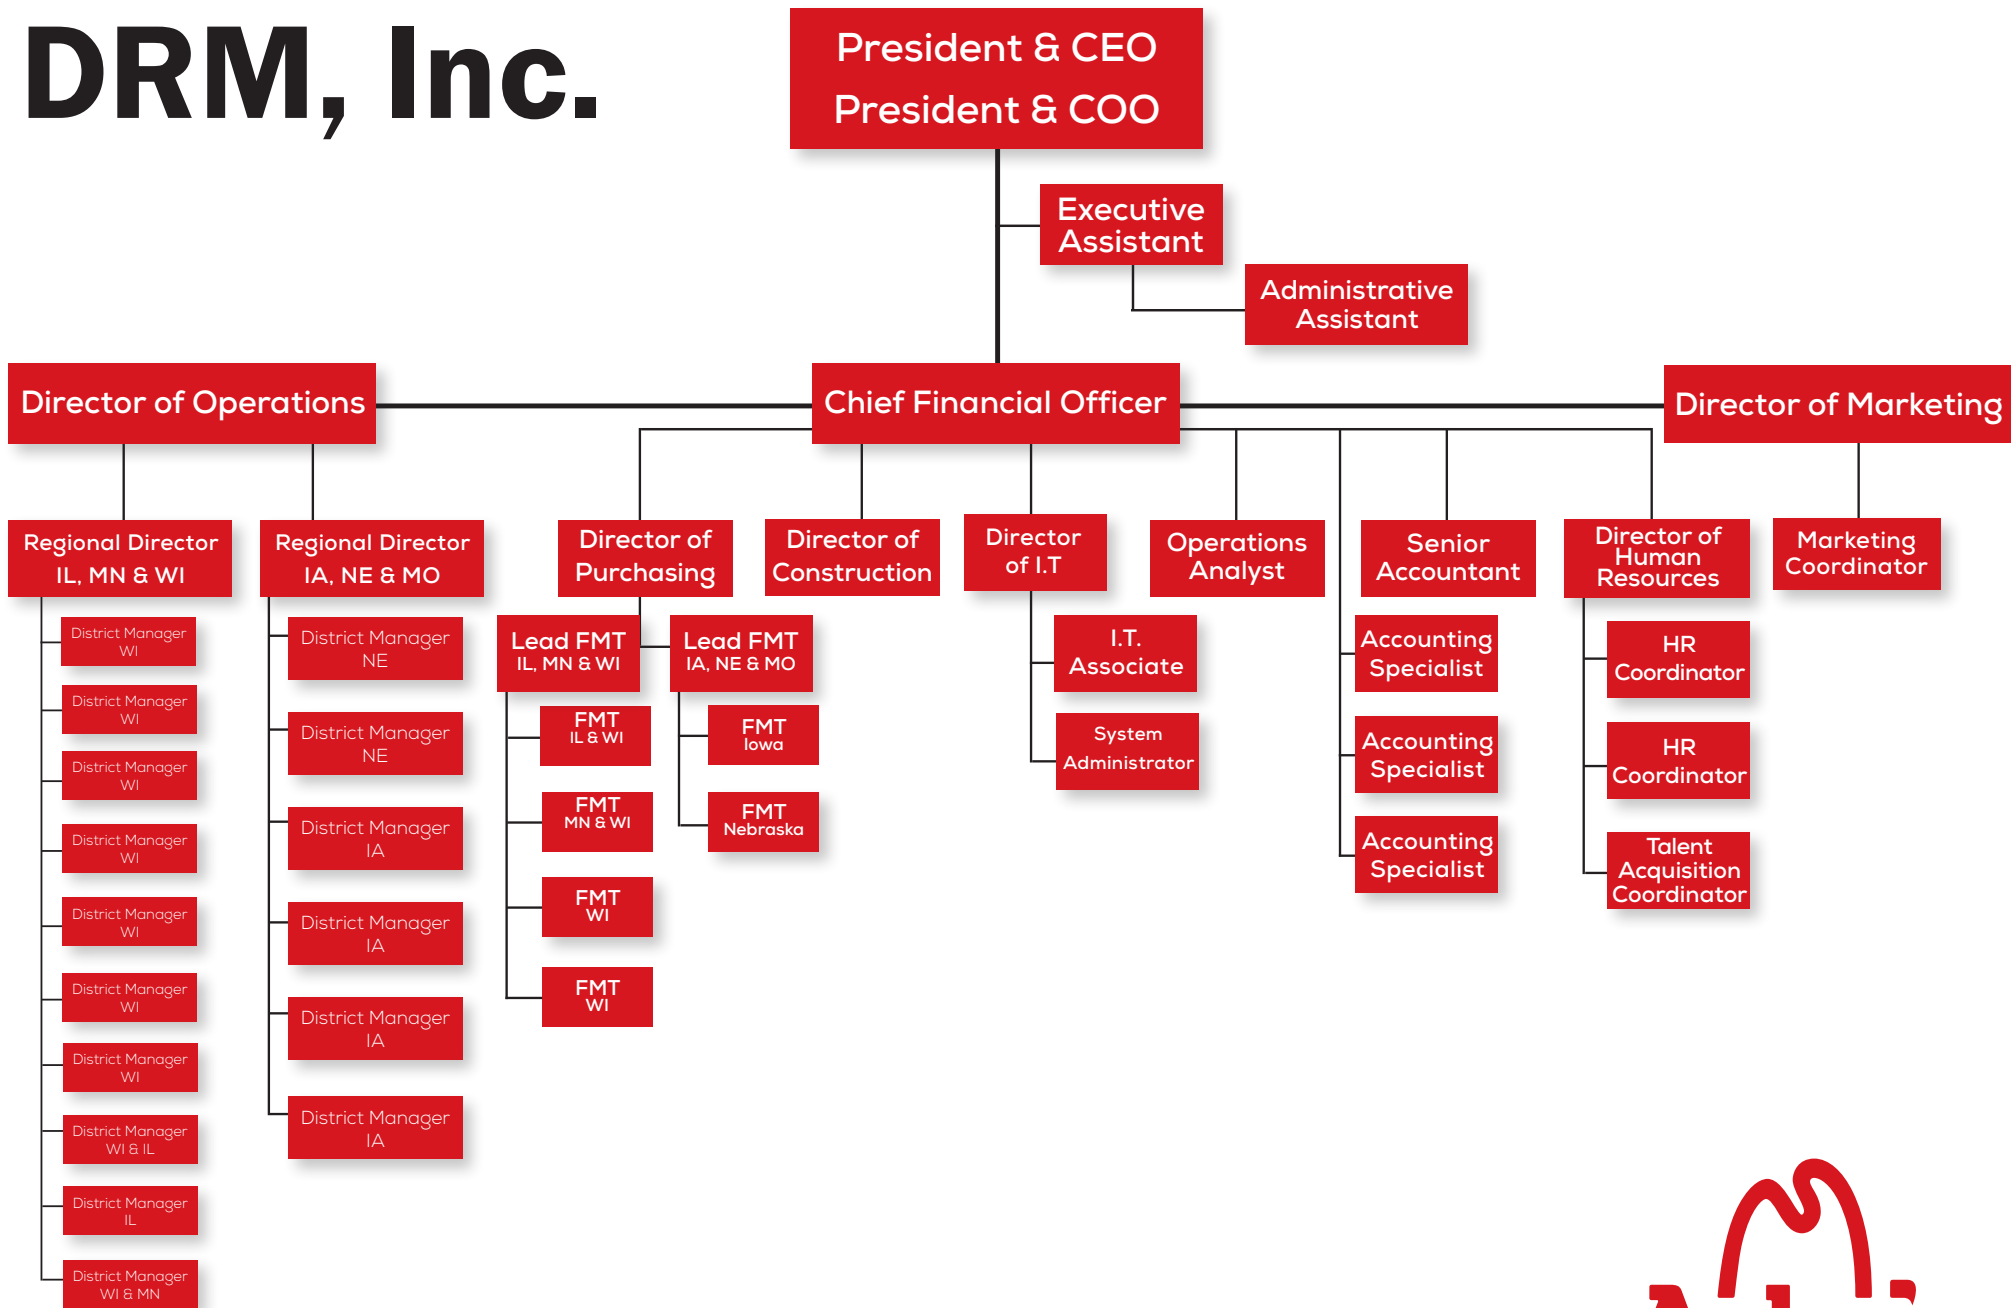 DRM, Inc.
President & CEO
President & COO
Executive
Assistant
Administrative
Assistant
Director of Operations
Chief Financial Officer
Director of Marketing
Regional Director
IL, MN & WI
Regional Director
IA, NE & MO
Director of
Purchasing
Director of
Construction
Director
of I.T
Operations
Analyst
Senior
Accountant
Director of
Human
Resources
Marketing
Coordinator
District Manager
WI
District Manager
WI
District Manager
WI
District Manager
WI
District Manager
WI
District Manager
WI
District Manager
WI
District Manager
WI & IL
District Manager
IL
District Manager
WI & MN
District Manager
NE
District Manager
NE
District Manager
IA
District Manager
IA
District Manager
IA
District Manager
IA
Lead FMT
IL, MN & WI
Lead FMT
IA, NE & MO
FMT
IL & WI
FMT
MN & WI
FMT
WI
FMT
WI
FMT
Iowa
FMT
Nebraska
I.T.
Associate
System
Administrator
Accounting
Specialist
Accounting
Specialist
Accounting
Specialist
HR
Coordinator
HR
Coordinator
Talent
Acquisition
Coordinator